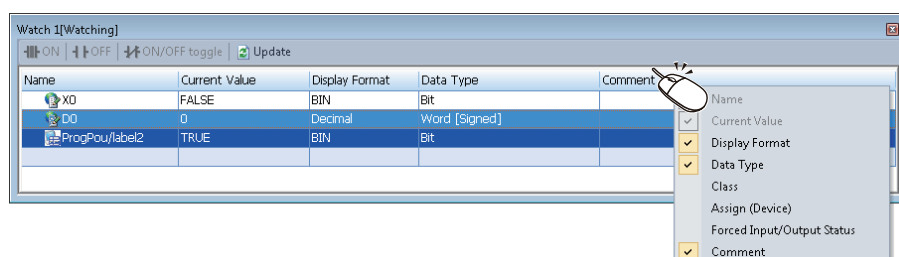 Watch 1[Watching]
ON OFF ON/OFF toggle Update
Name Current Value Display Format Data Type Comment
X0 FALSE BIN Bit
D0 0 Decimal Word [Signed]
ProgPou/label2 TRUE BIN Bit
Name
Current Value
Display Format
Data Type
Class
Assign (Device)
Forced Input/Output Status
Comment